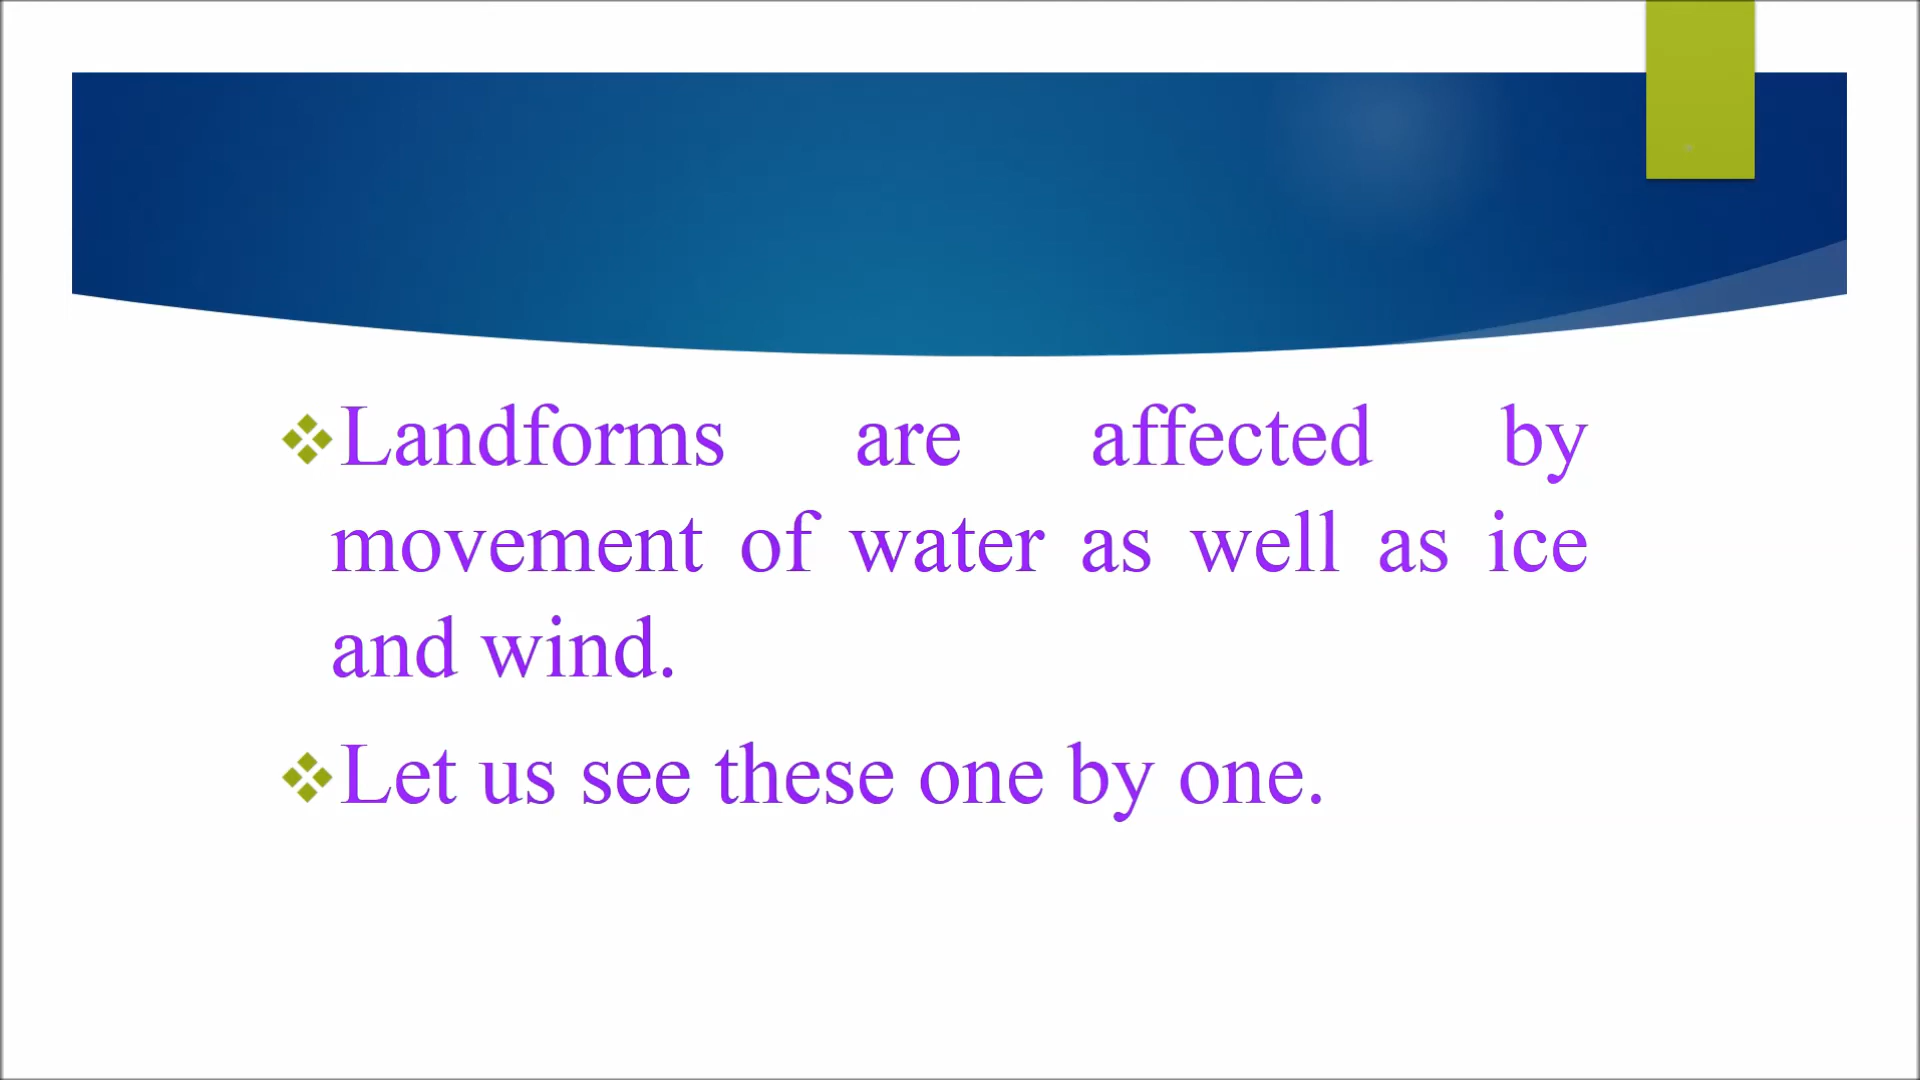 ❖Landforms are affected by
movement of water as well as ice
and wind.
❖Let us see these one by one.